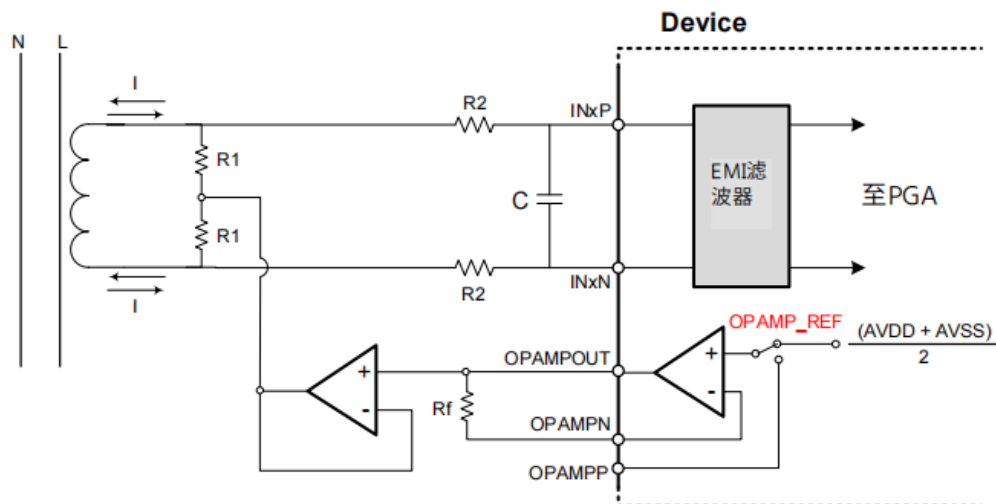 Device
N
L
I
R2
INxP
R1
EMI滤
波器
C
至PGA
R1
I
R2
INxN
OPAMP_REF
(AVDD + AVSS)
2
OPAMPOUT
+
-
+
-
Rf
OPAMPN
OPAMPP